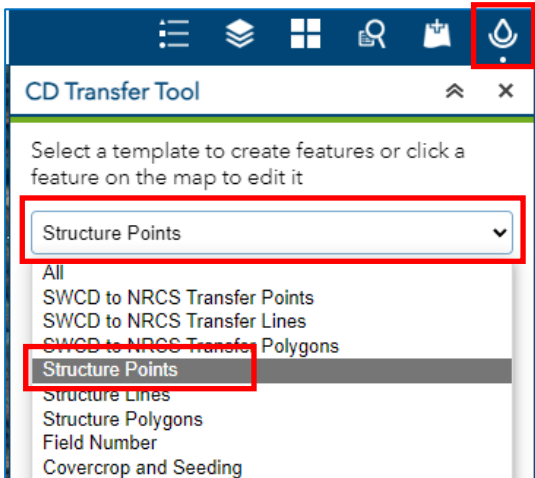 CD Transfer Tool
Select a template to create features or click a
feature on the map to edit it
Structure Points
All
SWCD to NRCS Transfer Points
SWCD to NRCS Transfer Lines
SWCD to NRCS Transfer Polygons
Structure Points
Structure Lines
Structure Polygons
Field Number
Covercrop and Seeding